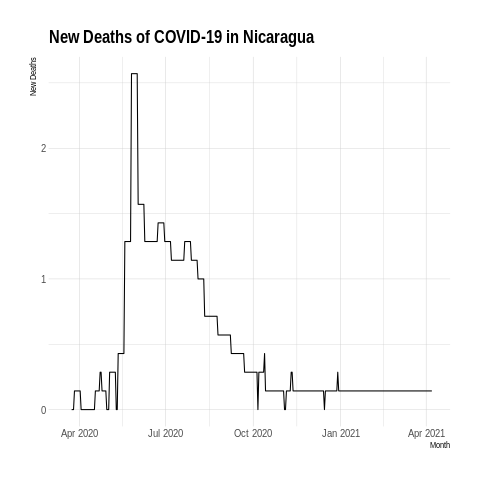 New Deaths of COVID-19 in Nicaragua
New Deaths
2
1
0
Apr 2020 Jul 2020 Oct 2020 Jan 2021 Apr 2021
Month